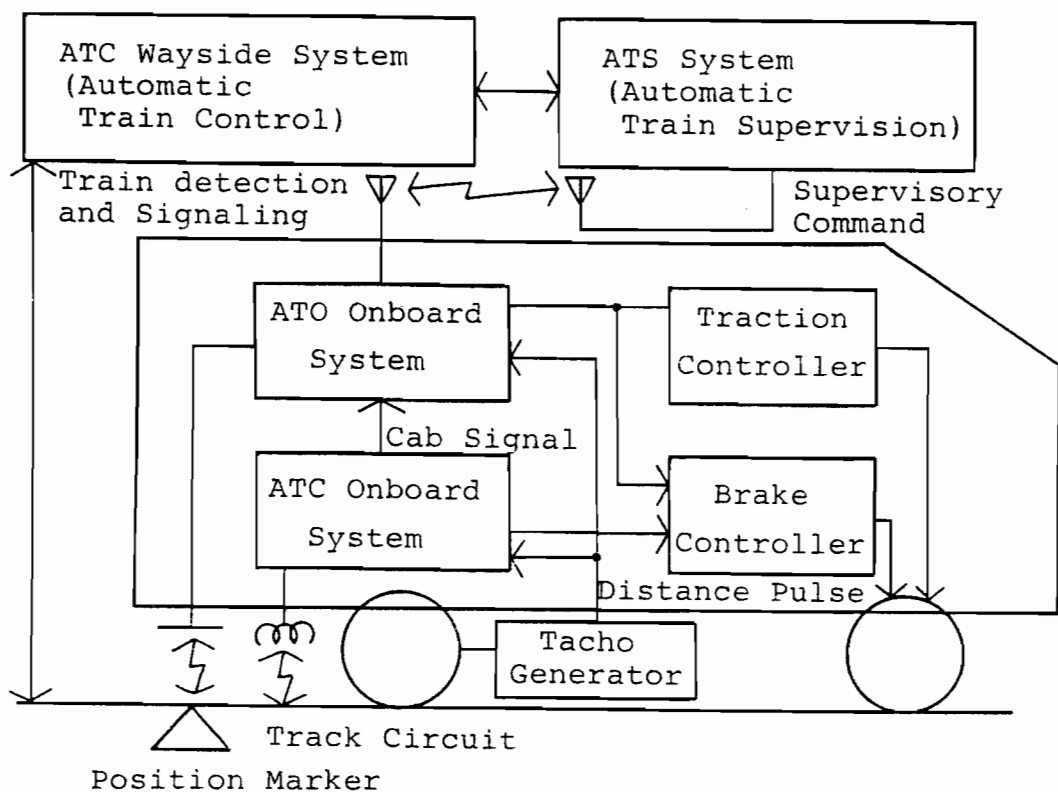 ATC Wayside System
(Automatic
Train Control)
ATS System
(Automatic
Train Supervision)
Train detection
and Signaling
Supervisory
Command
ATO Onboard
System
Traction
Controller
Cab Signal
ATC Onboard
System
Brake
Controller
Distance Pulse
Tacho
Generator
Track Circuit
Position Marker